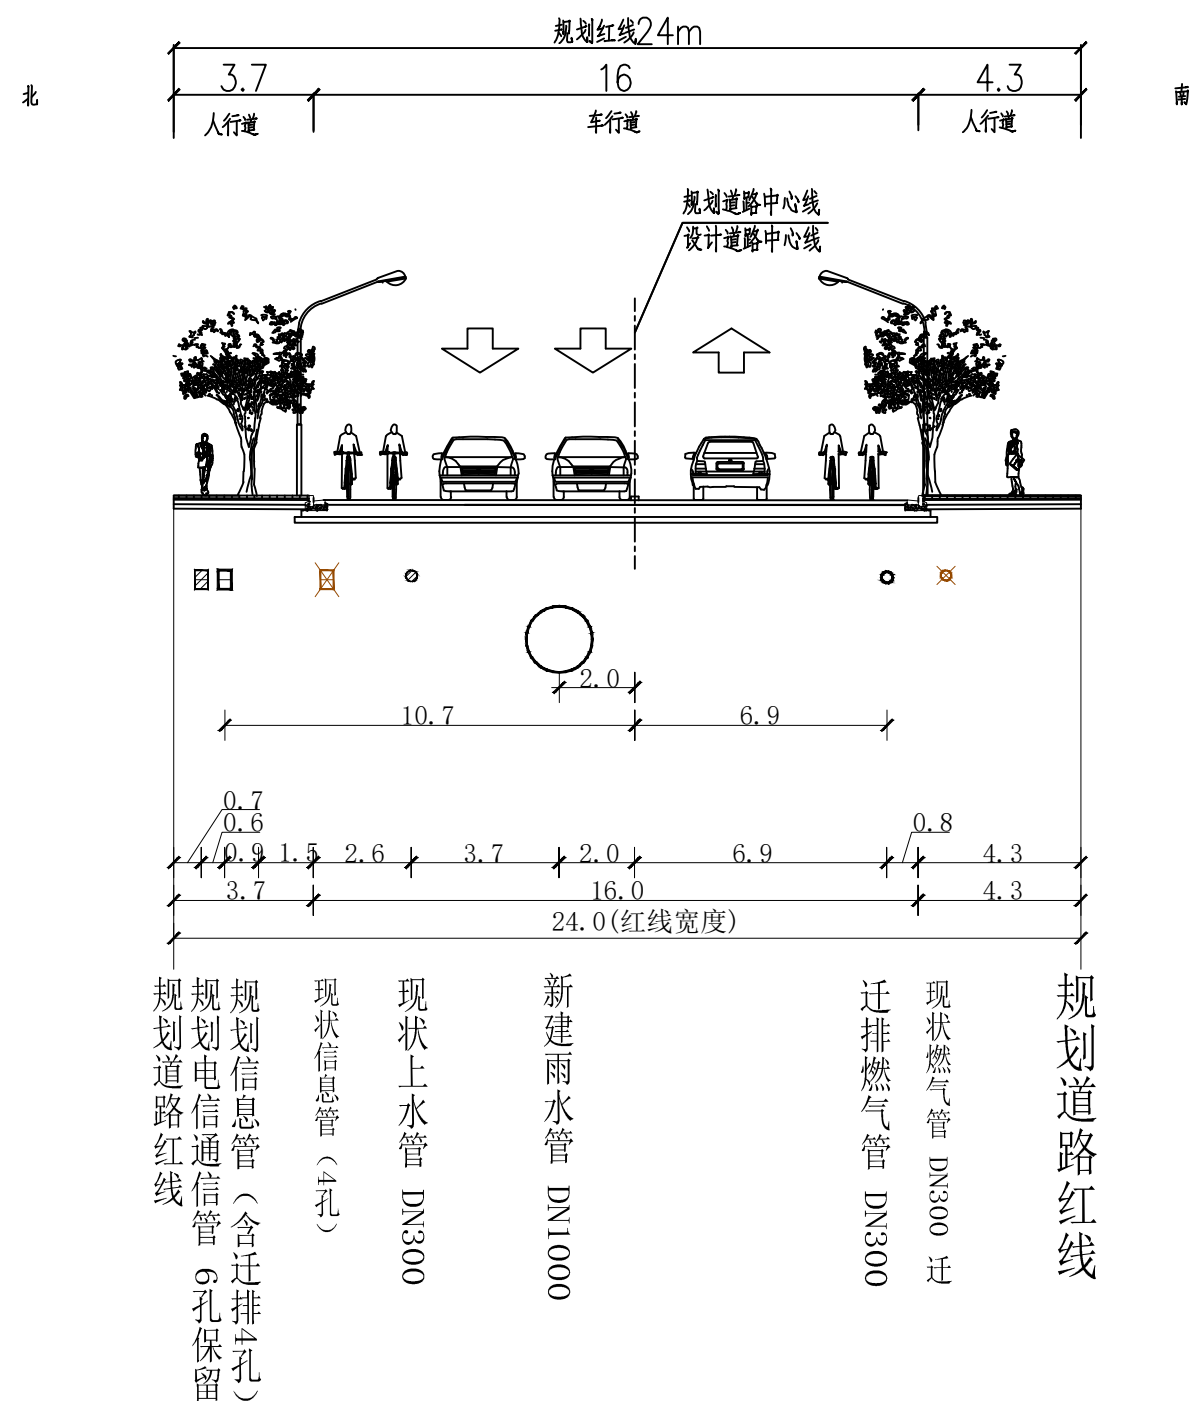 规划红线24m
3.7
16
4.3
北
南
人行道
车行道
人行道
规划道路中心线
设计道路中心线
2.0
10.7
6.9
0.7
0.6
0.8
0.9
1.5
2.6
3.7
2.0
6.9
4.3
3.7
16.0
4.3
24.0(红线宽度)
规划道路红线
规划电信通信管 6孔保留
规划信息管（含迁排4孔）
现状信息管（4孔）
现状上水管 DN300
新建雨水管 DN1000
迁排燃气管 DN300
现状燃气管 DN300 迁
规划道路红线